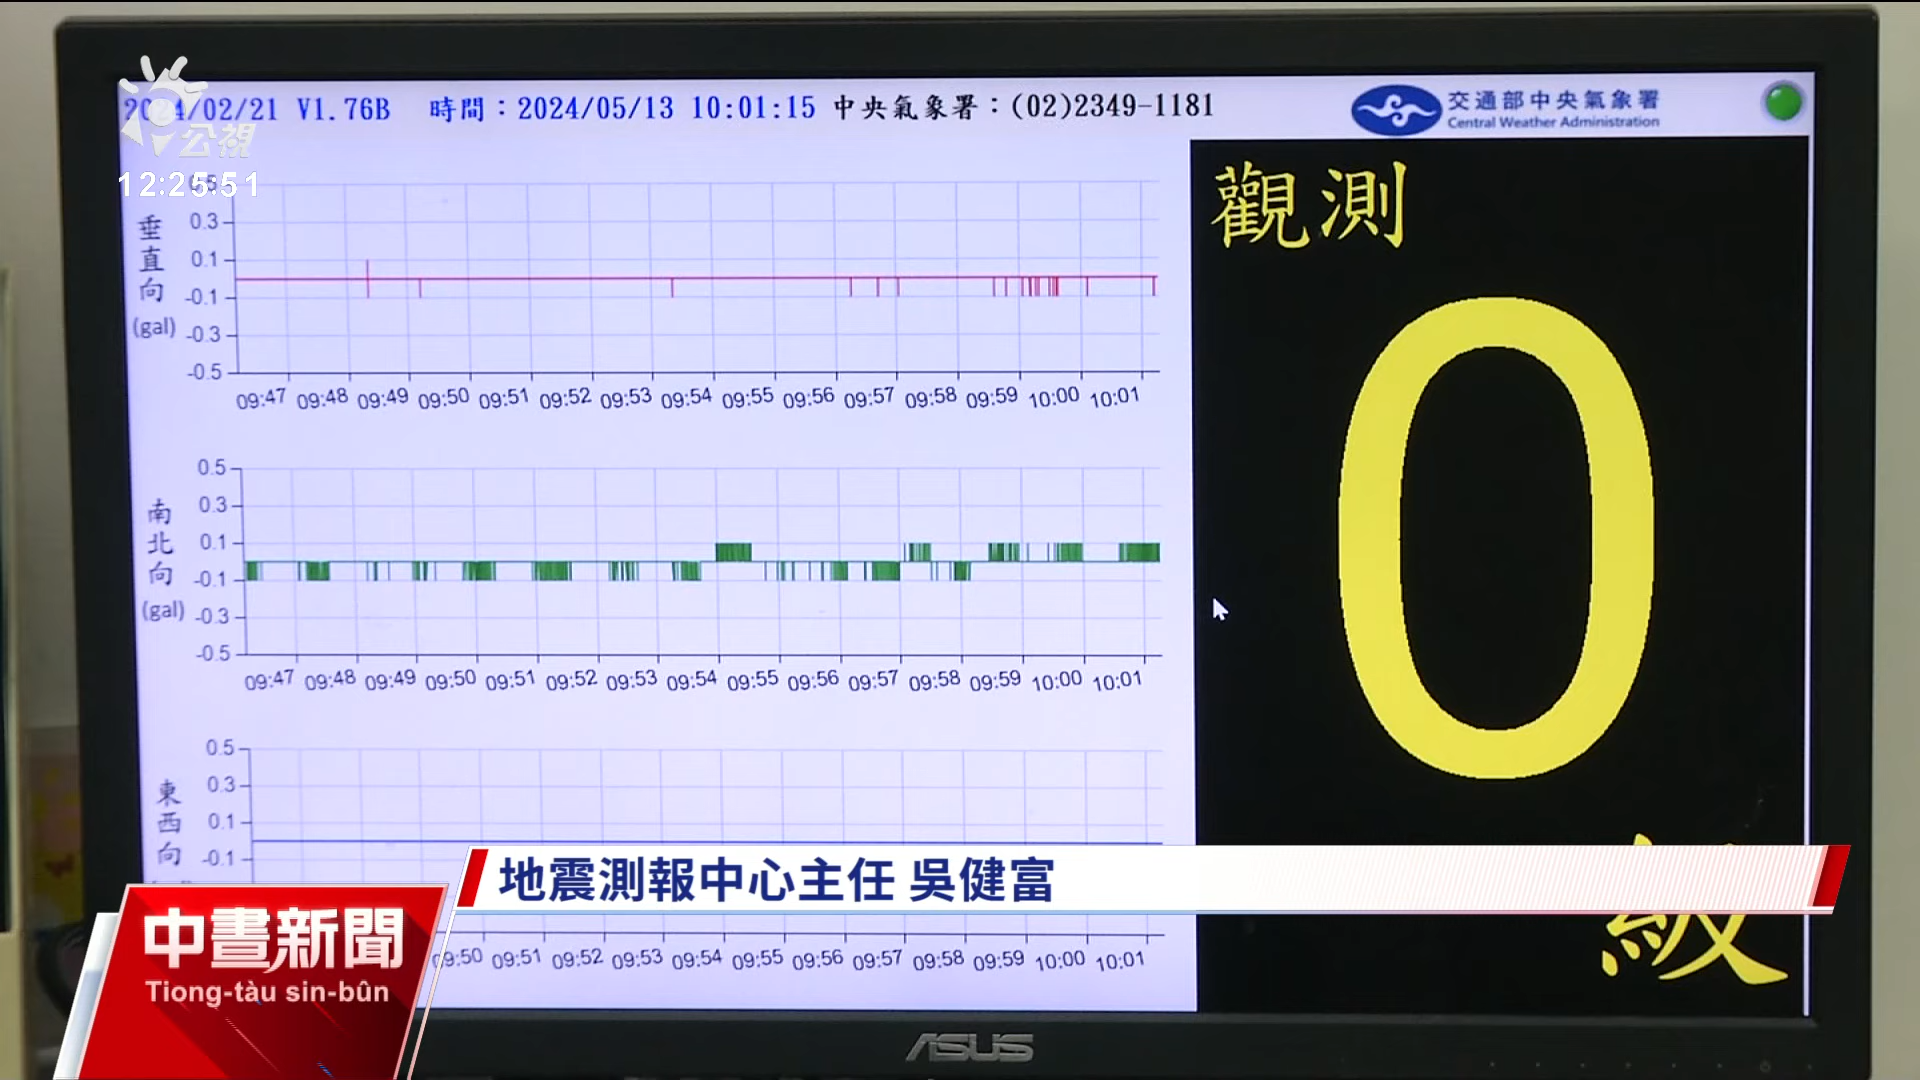 2024/02/21 V1.76B 時間：2024/05/13 10:01:15 中央氣象署：(02)2349-1181
交通部中央氣象署
Central Weather Administration
公視
12:25:51
觀測
0
級
垂直向
(gal)
0.3
0.1
-0.1
-0.3
-0.5
09:47 09:48 09:49 09:50 09:51 09:52 09:53 09:54 09:55 09:56 09:57 09:58 09:59 10:00 10:01
南北向
(gal)
0.5
0.3
0.1
-0.1
-0.3
-0.5
09:47 09:48 09:49 09:50 09:51 09:52 09:53 09:54 09:55 09:56 09:57 09:58 09:59 10:00 10:01
東西向
0.5
0.3
0.1
-0.1
09:50 09:51 09:52 09:53 09:54 09:55 09:56 09:57 09:58 09:59 10:00 10:01
地震測報中心主任 吳健富
中晝新聞
Tiong-tàu sin-bûn
ASUS